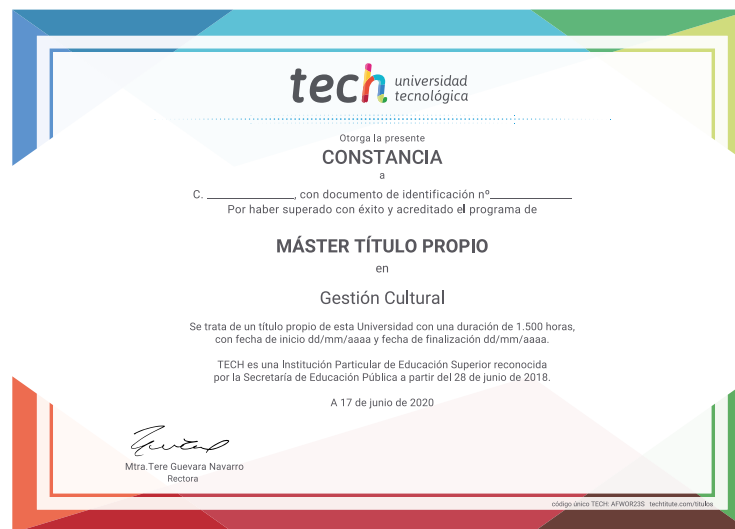 tech universidad
tecnológica
Otorga la presente
CONSTANCIA
a
C. ________________, con documento de identificación nº______________
Por haber superado con éxito y acreditado el programa de
MÁSTER TÍTULO PROPIO
en
Gestión Cultural
Se trata de un título propio de esta Universidad con una duración de 1.500 horas,
con fecha de inicio dd/mm/aaaa y fecha de finalización dd/mm/aaaa.
TECH es una Institución Particular de Educación Superior reconocida
por la Secretaría de Educación Pública a partir del 28 de junio de 2018.
A 17 de junio de 2020
Mtra.Tere Guevara Navarro
Rectora
código único TECH: AFWOR23S techtitute.com/titulos